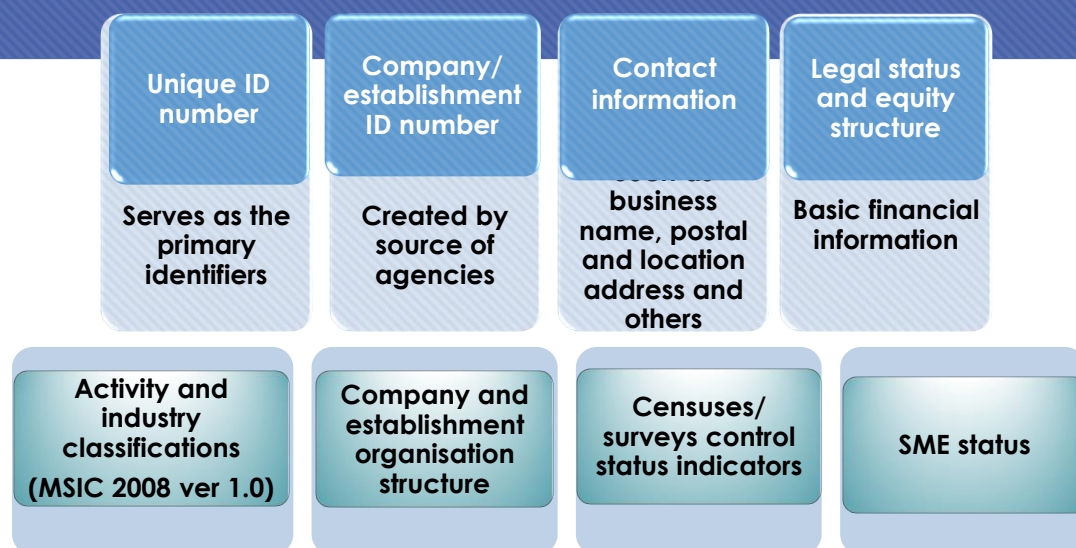 Unique ID
number
Serves as the
primary
identifiers
Company/
establishment
ID number
Created by
source of
agencies
Contact
information
business
name, postal
and location
address and
others
Legal status
and equity
structure
Basic financial
information
Activity and
industry
classifications
(MSIC 2008 ver 1.0)
Company and
establishment
organisation
structure
Censuses/
surveys control
status indicators
SME status